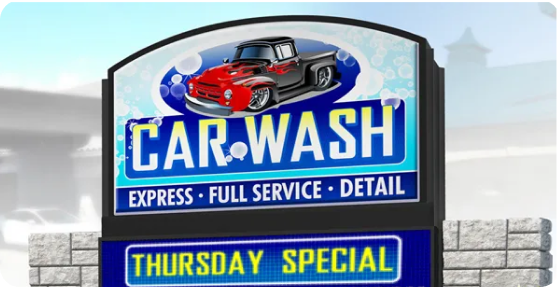 CAR WASH
EXPRESS · FULL SERVICE · DETAIL
THURSDAY SPECIAL